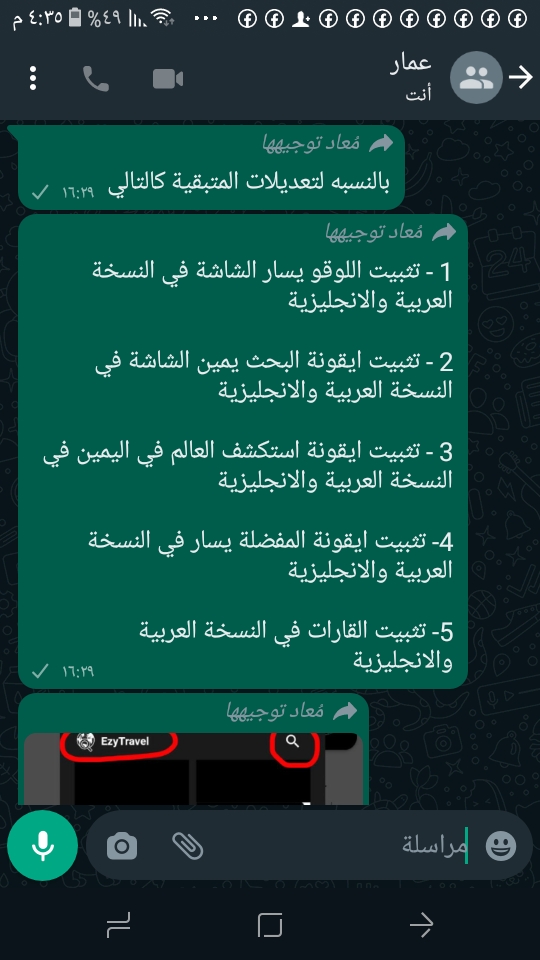 ٤:٣٥ م
٤٩%
عمار
أنت
مُعاد توجيهها
بالنسبه لتعديلات المتبقية كالتالي
١٦:٢٩
مُعاد توجيهها
1 - تثبيت اللوقو يسار الشاشة في النسخة
العربية والانجليزية
2 - تثبيت ايقونة البحث يمين الشاشة في
النسخة العربية والانجليزية
3 - تثبيت ايقونة استكشف العالم في اليمين في
النسخة العربية والانجليزية
4- تثبيت ايقونة المفضلة يسار في النسخة
العربية والانجليزية
5- تثبيت القارات في النسخة العربية
والانجليزية
١٦:٢٩
مُعاد توجيهها
EzyTravel
مراسلة